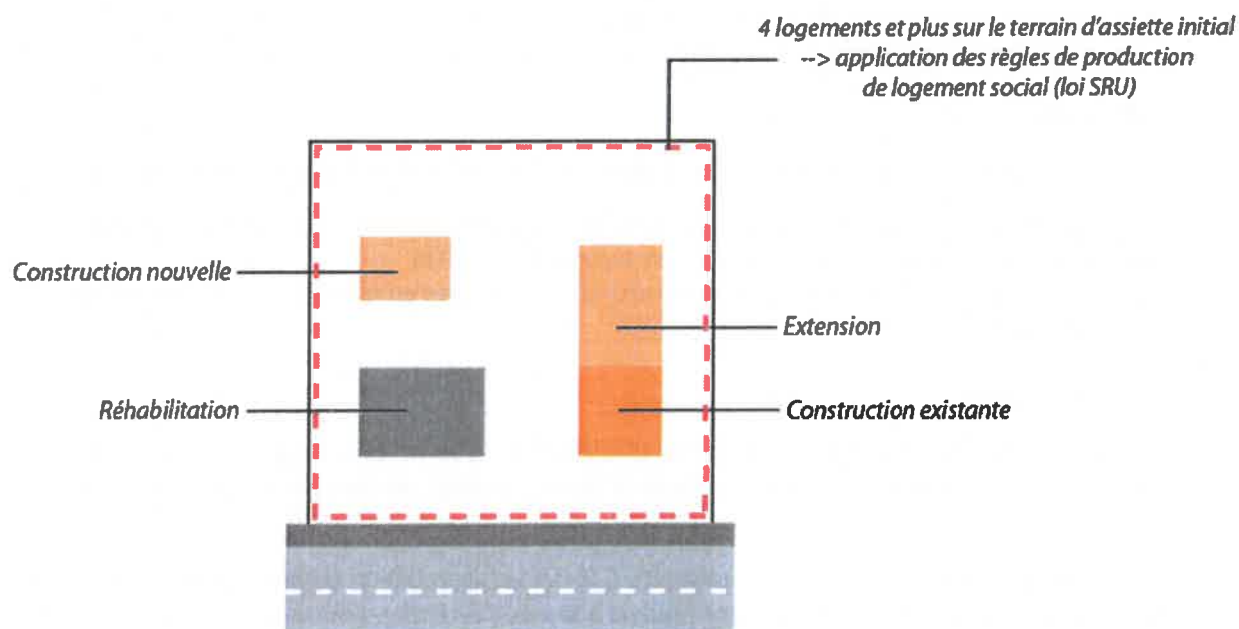 4 logements et plus sur le terrain d'assiette initial
--> application des règles de production
de logement social (loi SRU)
Construction nouvelle
Extension
Réhabilitation
Construction existante